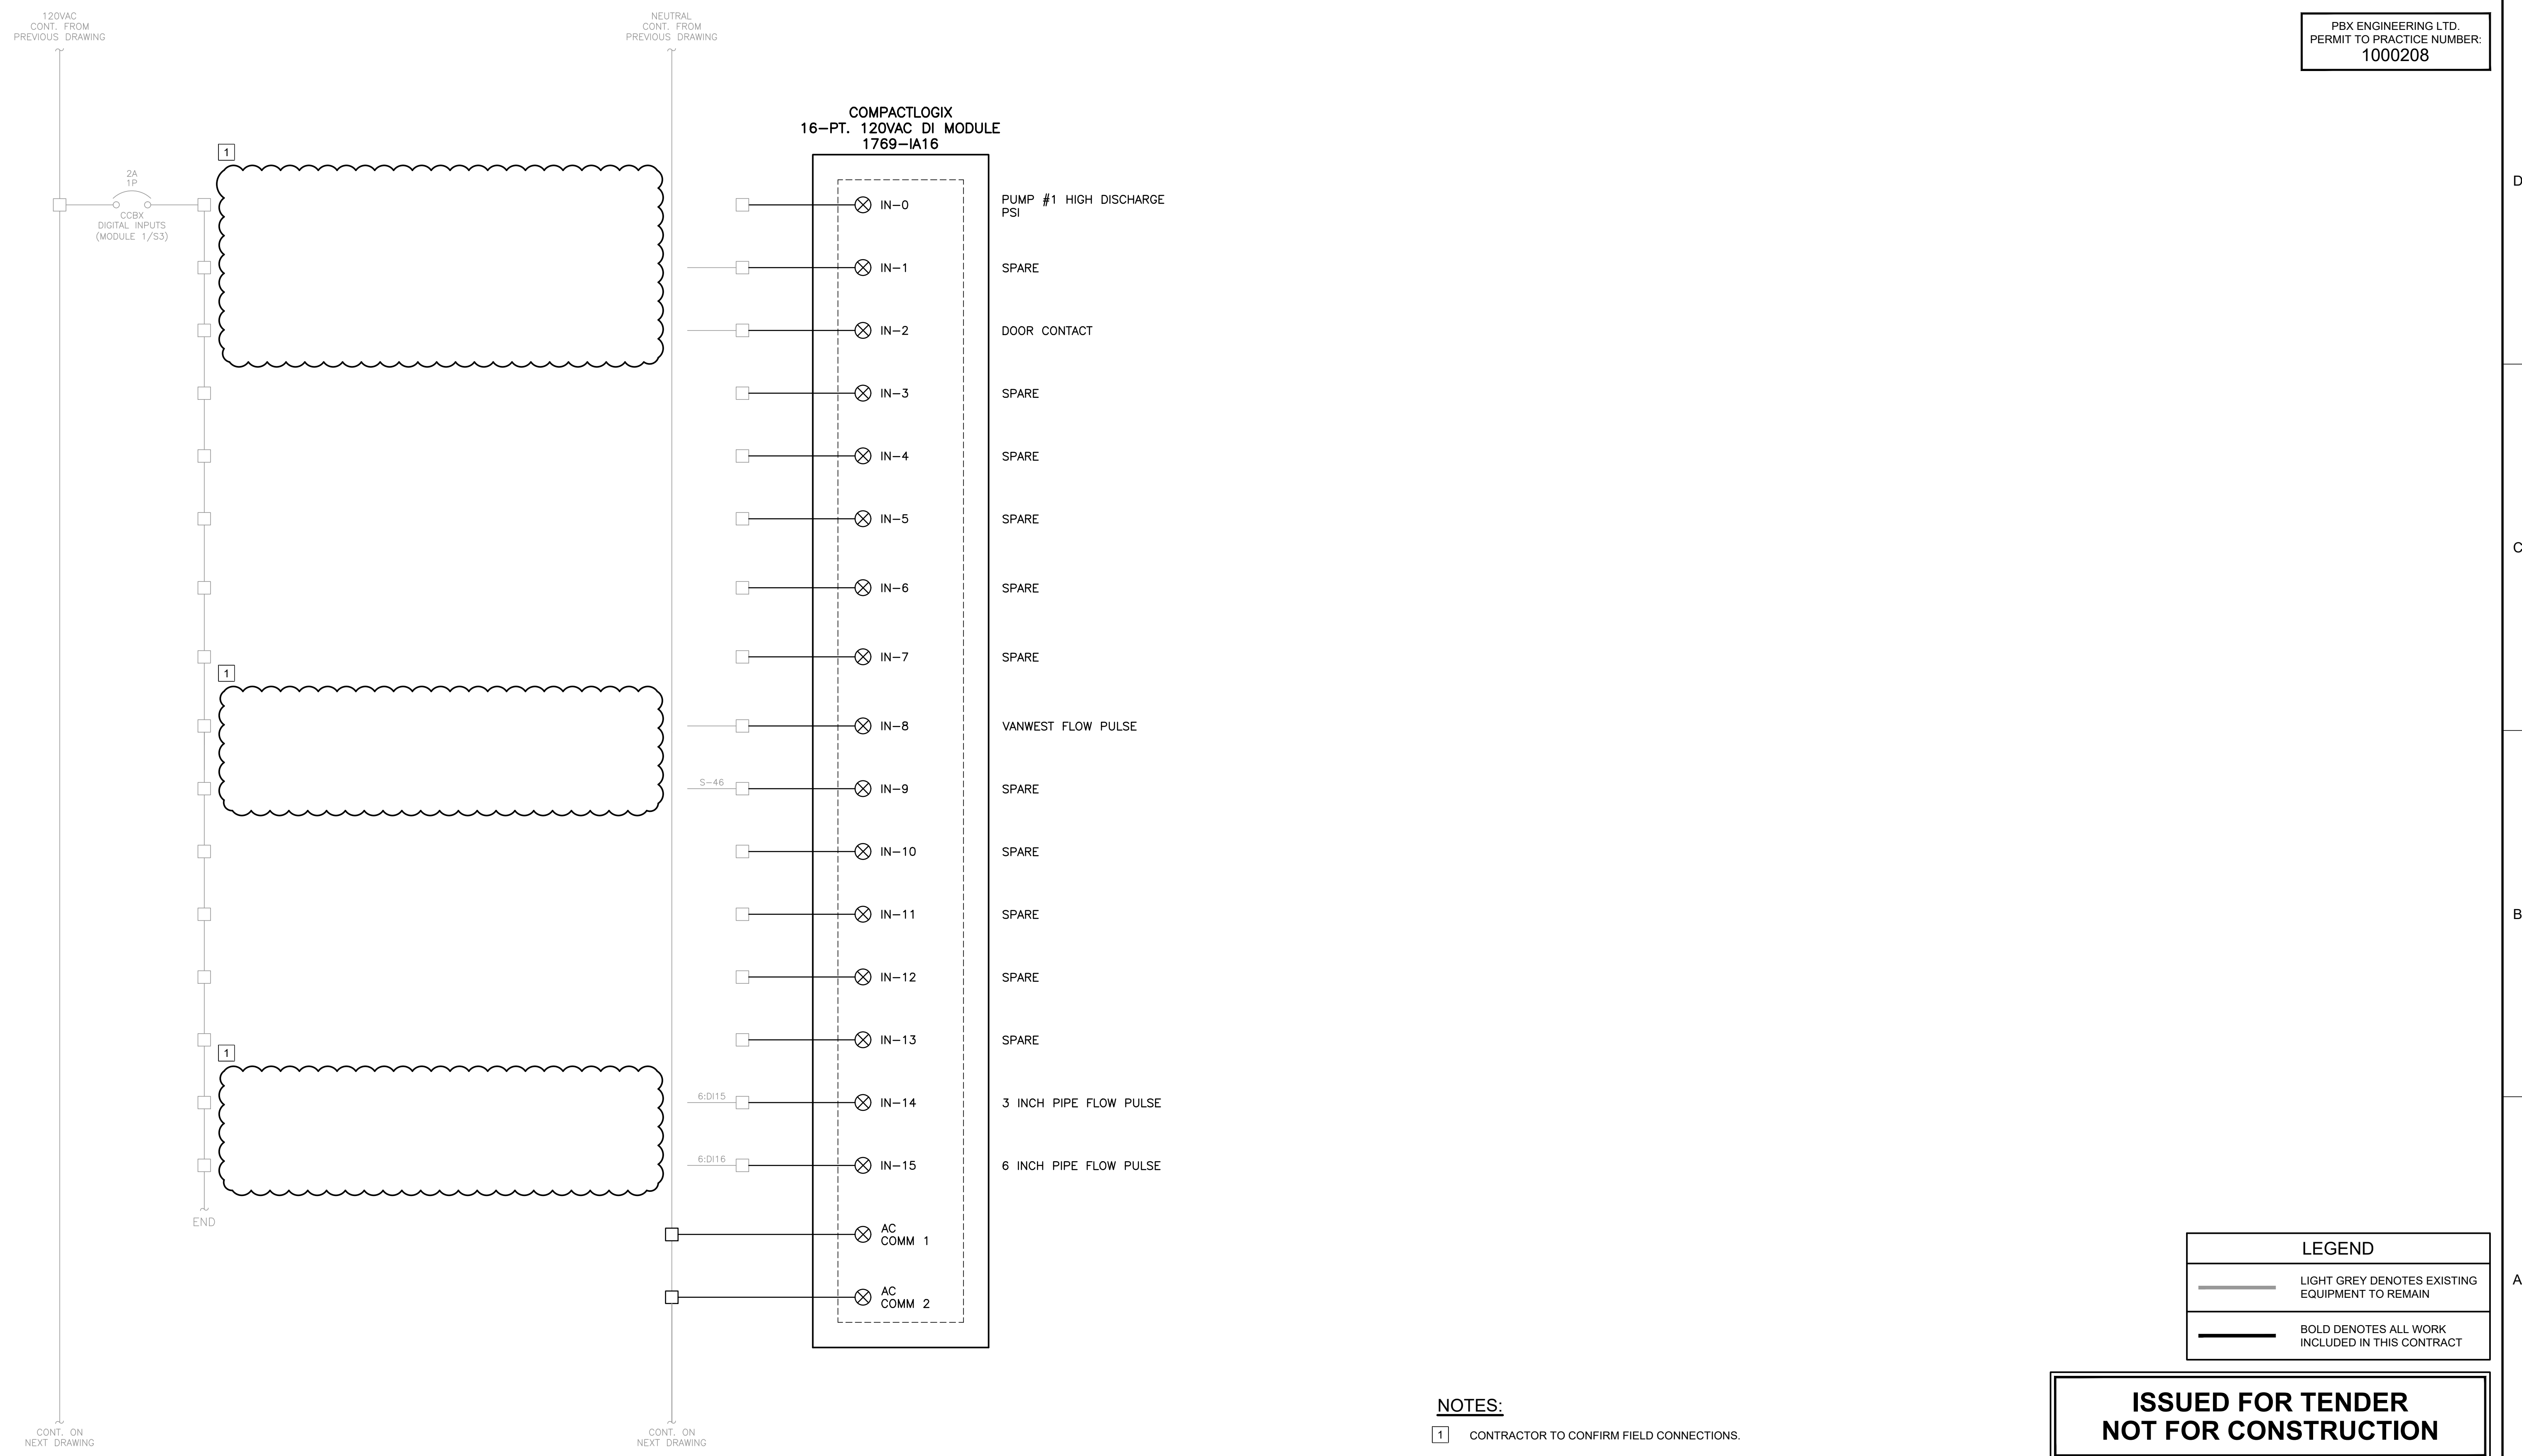 120VAC
CONT. FROM
PREVIOUS DRAWING
NEUTRAL
CONT. FROM
PREVIOUS DRAWING
PBX ENGINEERING LTD.
PERMIT TO PRACTICE NUMBER:
1000208
COMPACTLOGIX
16-PT. 120VAC DI MODULE
1769-IA16
1
2A
1P
CCBX
DIGITAL INPUTS
(MODULE 1/S3)
IN-0
PUMP #1 HIGH DISCHARGE
PSI
D
IN-1
SPARE
IN-2
DOOR CONTACT
IN-3
SPARE
IN-4
SPARE
IN-5
SPARE
C
IN-6
SPARE
IN-7
SPARE
1
IN-8
VANWEST FLOW PULSE
S-46
IN-9
SPARE
IN-10
SPARE
IN-11
SPARE
B
IN-12
SPARE
IN-13
SPARE
1
6:DI15
IN-14
3 INCH PIPE FLOW PULSE
6:DI16
IN-15
6 INCH PIPE FLOW PULSE
END
AC
COMM 1
AC
COMM 2
LEGEND
LIGHT GREY DENOTES EXISTING
EQUIPMENT TO REMAIN
A
BOLD DENOTES ALL WORK
INCLUDED IN THIS CONTRACT
ISSUED FOR TENDER
NOT FOR CONSTRUCTION
NOTES:
1 CONTRACTOR TO CONFIRM FIELD CONNECTIONS.
CONT. ON
NEXT DRAWING
CONT. ON
NEXT DRAWING